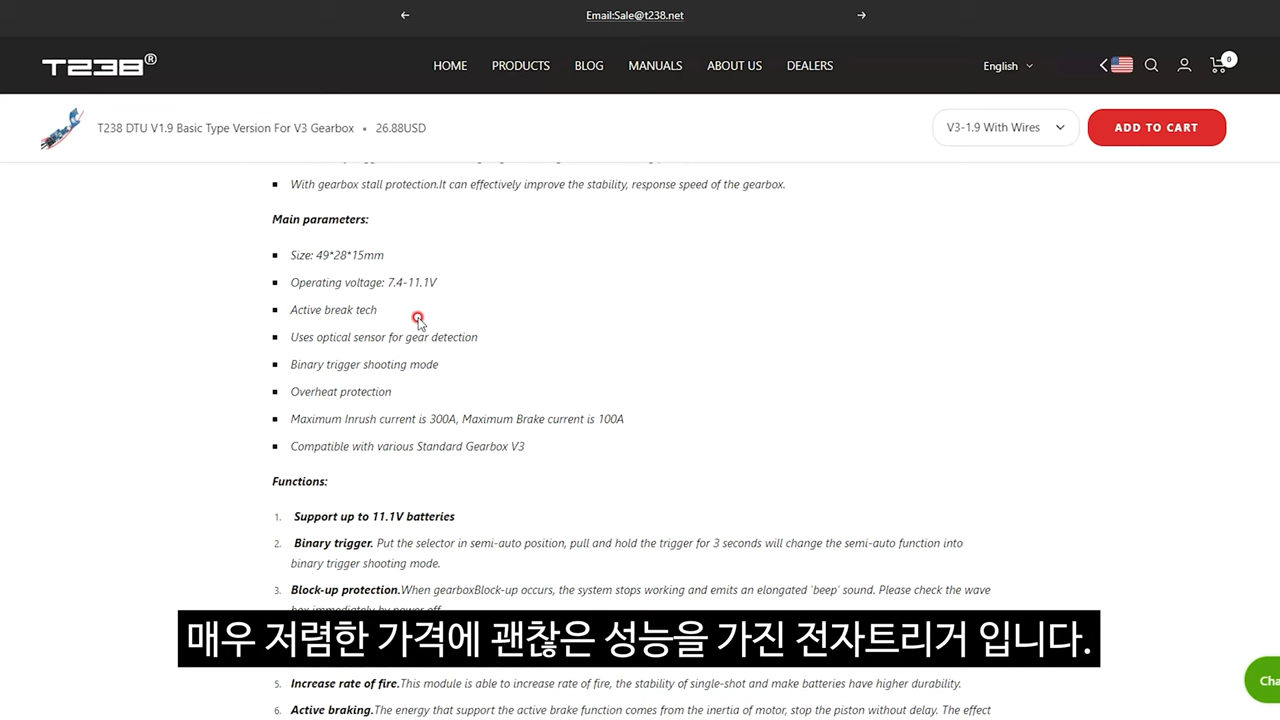 Email:Sale@t238.net
T238®
HOME PRODUCTS BLOG MANUALS ABOUT US DEALERS
English
0
T238 DTU V1.9 Basic Type Version For V3 Gearbox • 26.88USD
V3-1.9 With Wires
ADD TO CART
With gearbox stall protection.It can effectively improve the stability, response speed of the gearbox.
Main parameters:
Size: 49*28*15mm
Operating voltage: 7.4-11.1V
Active break tech
Uses optical sensor for gear detection
Binary trigger shooting mode
Overheat protection
Maximum Inrush current is 300A, Maximum Brake current is 100A
Compatible with various Standard Gearbox V3
Functions:
1. Support up to 11.1V batteries
2. Binary trigger. Put the selector in semi-auto position, pull and hold the trigger for 3 seconds will change the semi-auto function into
binary trigger shooting mode.
3. Block-up protection.When gearboxBlock-up occurs, the system stops working and emits an elongated `beep' sound. Please check the wave
box immediately by power off.
매우 저렴한 가격에 괜찮은 성능을 가진 전자트리거 입니다.
5. Increase rate of fire.This module is able to increase rate of fire, the stability of single-shot and make batteries have higher durability.
Cha
6. Active braking.The energy that support the active brake function comes from the inertia of motor, stop the piston without delay. The effect